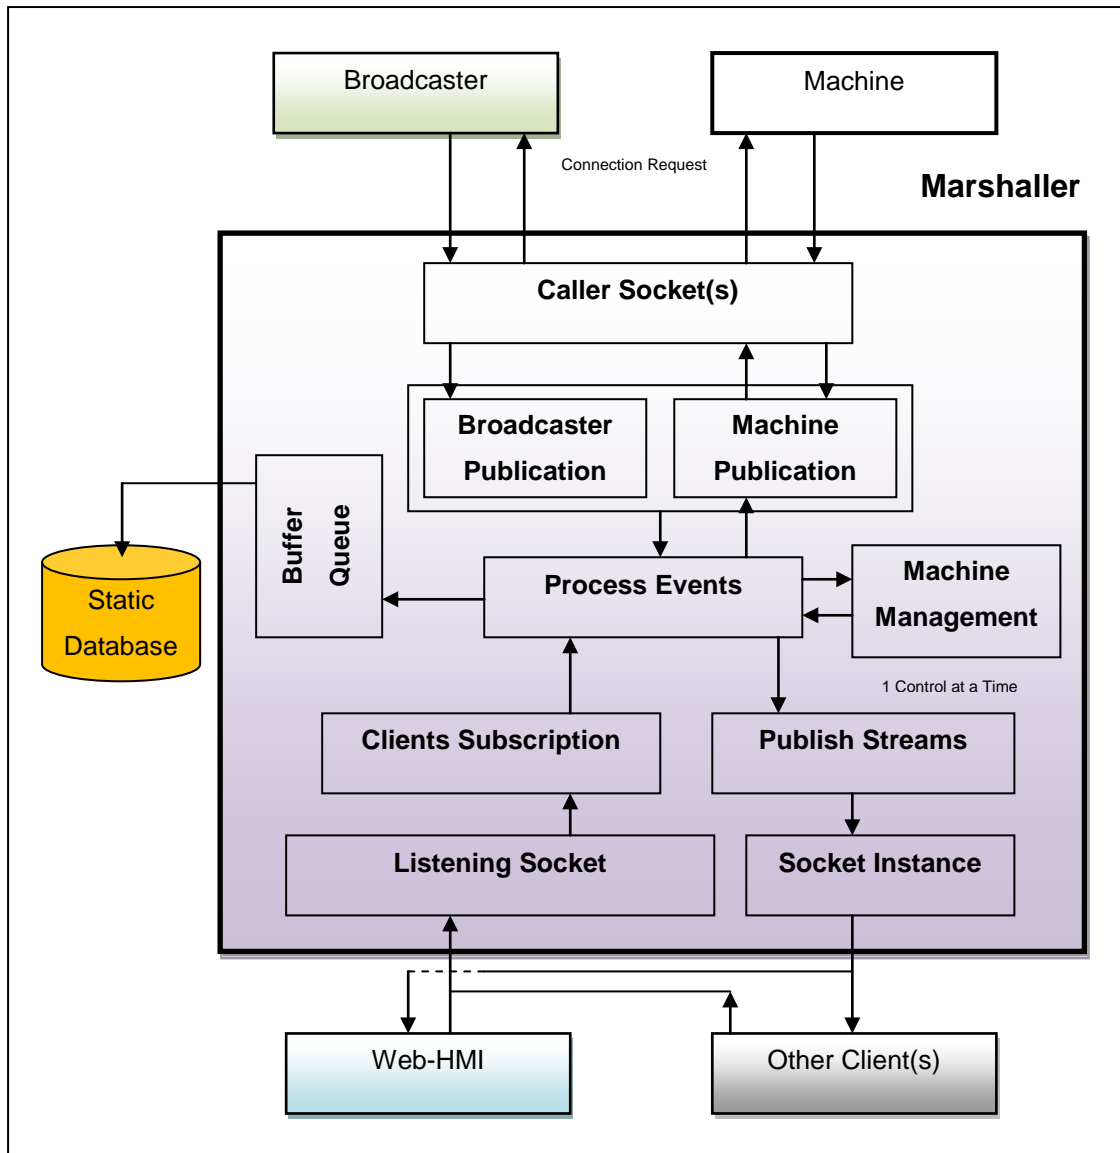 Broadcaster
Machine
Connection Request
Marshaller
Caller Socket(s)
Broadcaster
Publication
Machine
Publication
Buffer
Queue
Process Events
Machine
Management
Static
Database
1 Control at a Time
Clients Subscription
Publish Streams
Listening Socket
Socket Instance
Web-HMI
Other Client(s)